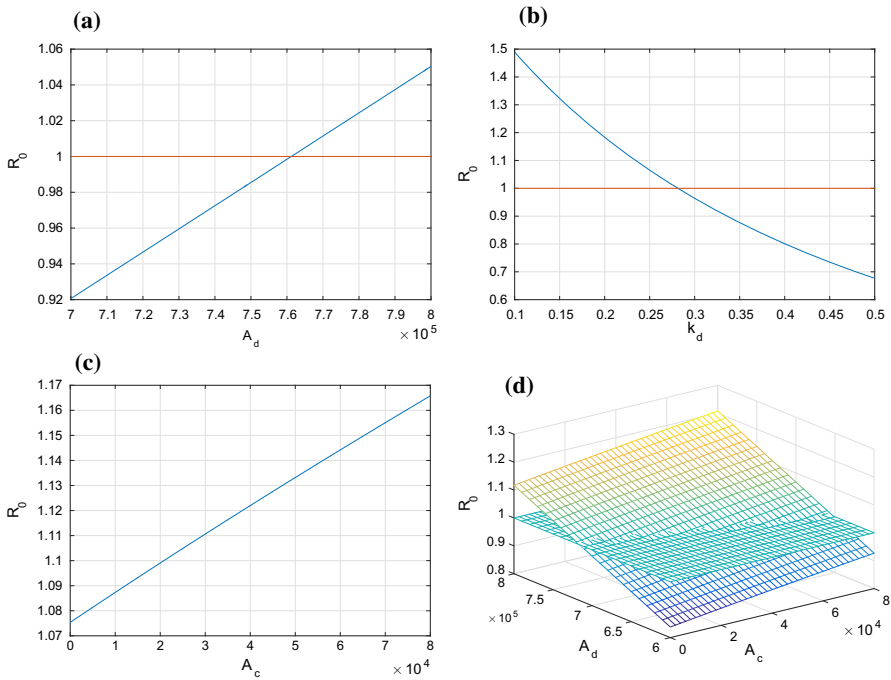 (a)
1.06
1.04
1.02
1
0.98
0.96
0.94
0.92
R0
7 7.1 7.2 7.3 7.4 7.5 7.6 7.7 7.8 7.9 8
Ad
× 10^5
(b)
1.5
1.4
1.3
1.2
1.1
1
0.9
0.8
0.7
0.6
R0
0.1 0.15 0.2 0.25 0.3 0.35 0.4 0.45 0.5
kd
(c)
1.17
1.16
1.15
1.14
1.13
1.12
1.11
1.1
1.09
1.08
1.07
R0
0 1 2 3 4 5 6 7 8
Ac
× 10^4
(d)
1.3
1.2
1.1
1
0.9
0.8
R0
8 7.5 7 6.5 6
× 10^5
Ad
0 2 4 6 8
× 10^4
Ac